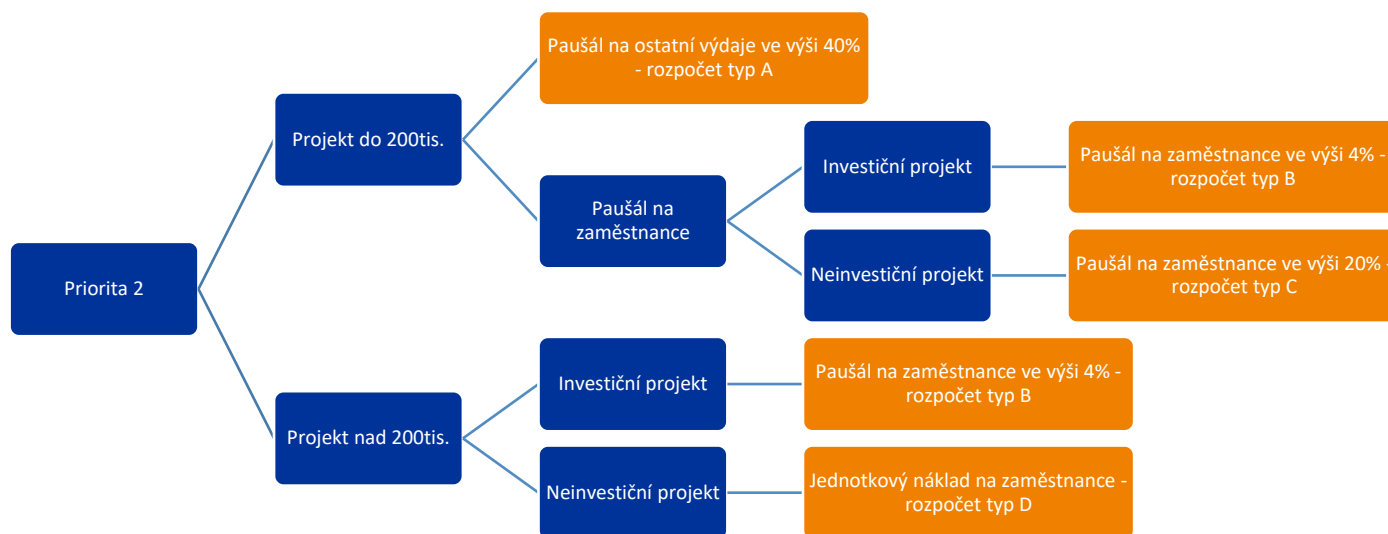 Paušál na ostatní výdaje ve výši 40%
- rozpočet typ A
Projekt do 200tis.
Investiční projekt
Paušál na zaměstnance ve výši 4% -
rozpočet typ B
Paušál na
zaměstnance
Neinvestiční projekt
Paušál na zaměstnance ve výši 20% -
rozpočet typ C
Priorita 2
Investiční projekt
Paušál na zaměstnance ve výši 4% -
rozpočet typ B
Projekt nad 200tis.
Neinvestiční projekt
Jednotkový náklad na zaměstnance -
rozpočet typ D